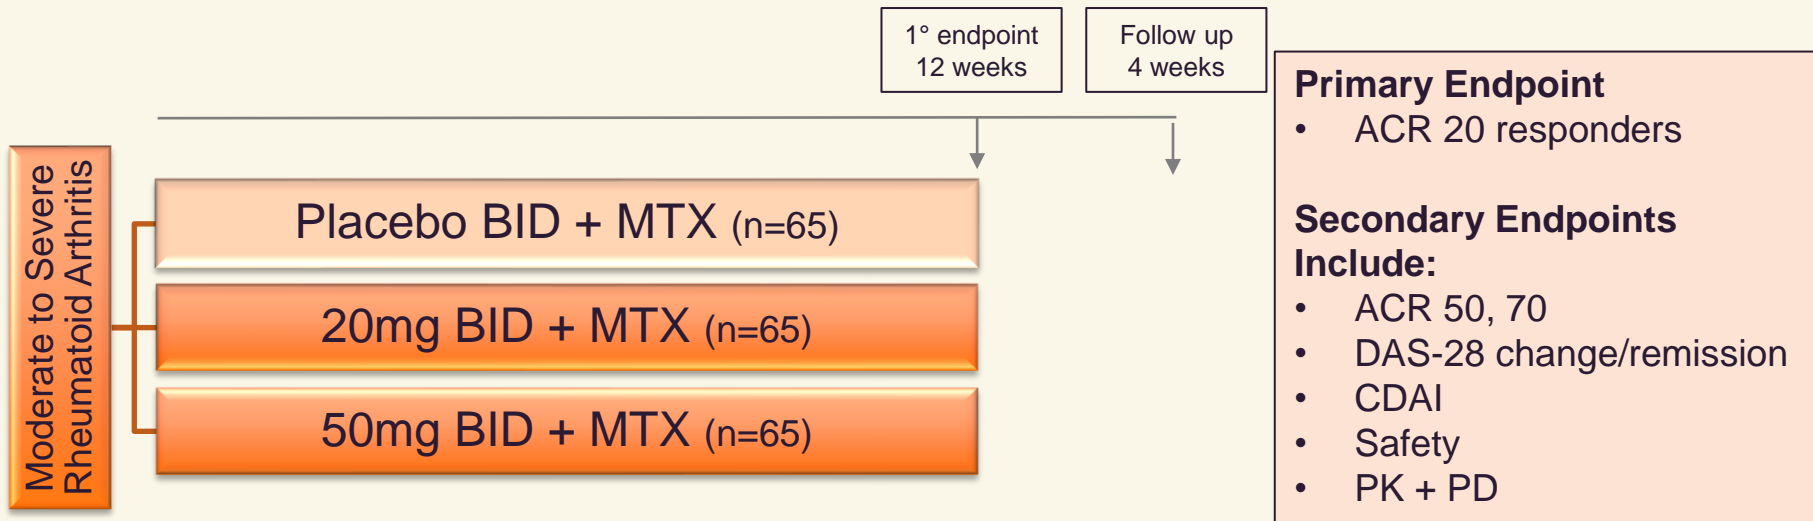 1° endpoint
12 weeks
Follow up
4 weeks
Moderate to Severe
Rheumatoid Arthritis
Placebo BID + MTX (n=65)
20mg BID + MTX (n=65)
50mg BID + MTX (n=65)
Primary Endpoint
• ACR 20 responders
Secondary Endpoints
Include:
• ACR 50, 70
• DAS-28 change/remission
• CDAI
• Safety
• PK + PD